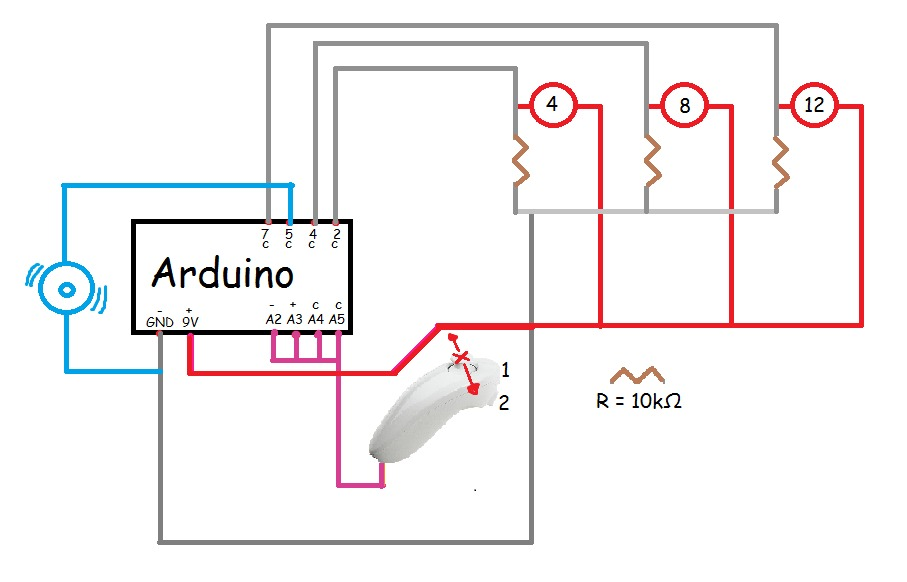 4 8 12
7 5 4 2
c c c c
Arduino
- + - + c c
GND 9V A2 A3 A4 A5
1
2
R = 10kΩ